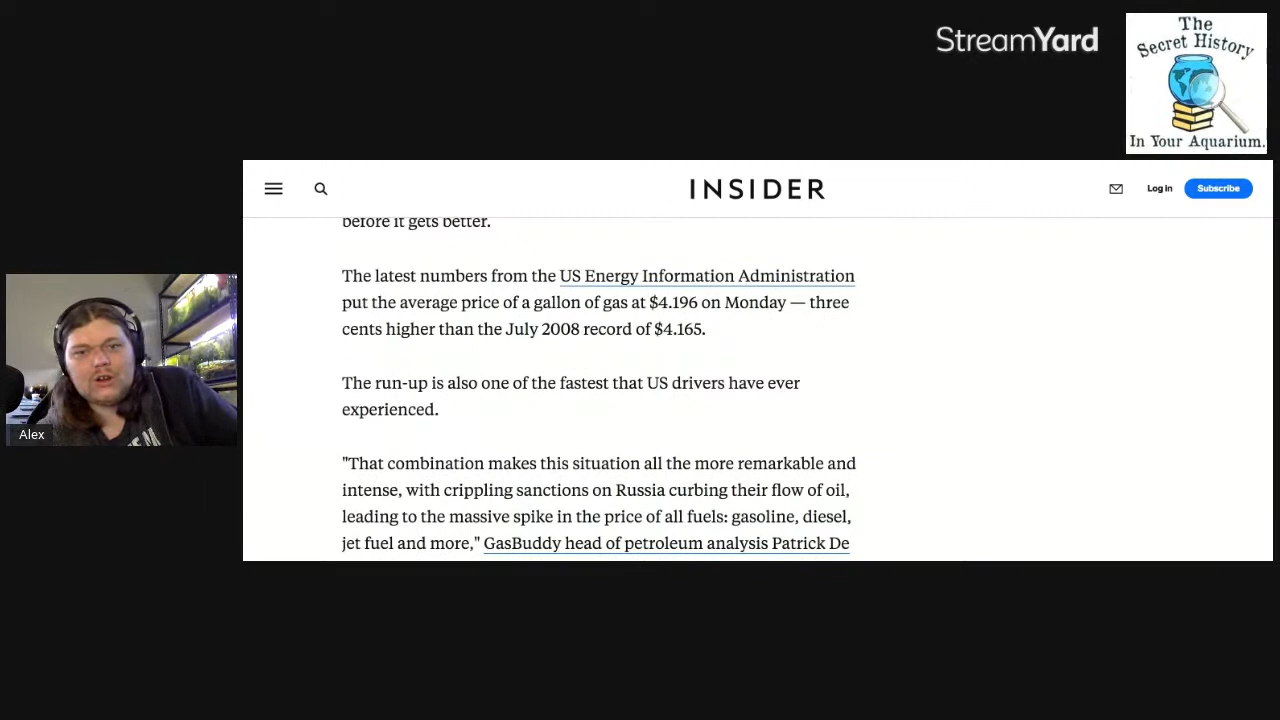 StreamYard
The
Secret History
In Your Aquarium.
INSIDER
Log in
Subscribe
before it gets better.
The latest numbers from the US Energy Information Administration
put the average price of a gallon of gas at $4.196 on Monday — three
cents higher than the July 2008 record of $4.165.
The run-up is also one of the fastest that US drivers have ever
experienced.
"That combination makes this situation all the more remarkable and
intense, with crippling sanctions on Russia curbing their flow of oil,
leading to the massive spike in the price of all fuels: gasoline, diesel,
jet fuel and more," GasBuddy head of petroleum analysis Patrick De
Alex